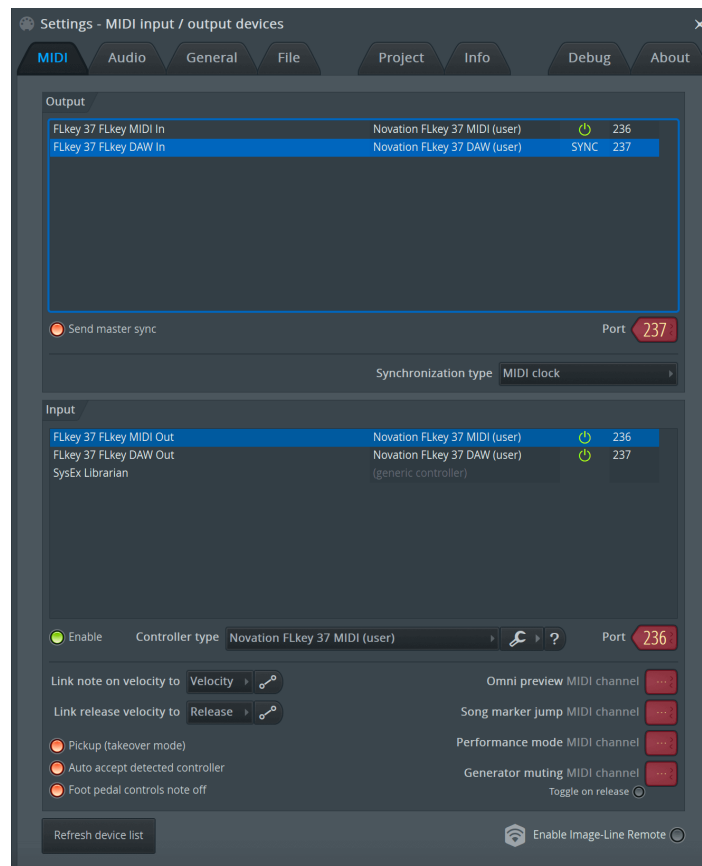 Settings - MIDI input / output devices
MIDI Audio General File Project Info Debug About
Output
FLkey 37 FLkey MIDI In Novation FLkey 37 MIDI (user) 236
FLkey 37 FLkey DAW In Novation FLkey 37 DAW (user) SYNC 237
Send master sync Port 237
Synchronization type MIDI clock
Input
FLkey 37 FLkey MIDI Out Novation FLkey 37 MIDI (user) 236
FLkey 37 FLkey DAW Out Novation FLkey 37 DAW (user) 237
SysEx Librarian (generic controller)
Enable Controller type Novation FLkey 37 MIDI (user) ? Port 236
Link note on velocity to Velocity Omni preview MIDI channel ---
Link release velocity to Release Song marker jump MIDI channel ---
Pickup (takeover mode) Performance mode MIDI channel ---
Auto accept detected controller Generator muting MIDI channel ---
Foot pedal controls note off Toggle on release
Refresh device list Enable Image-Line Remote